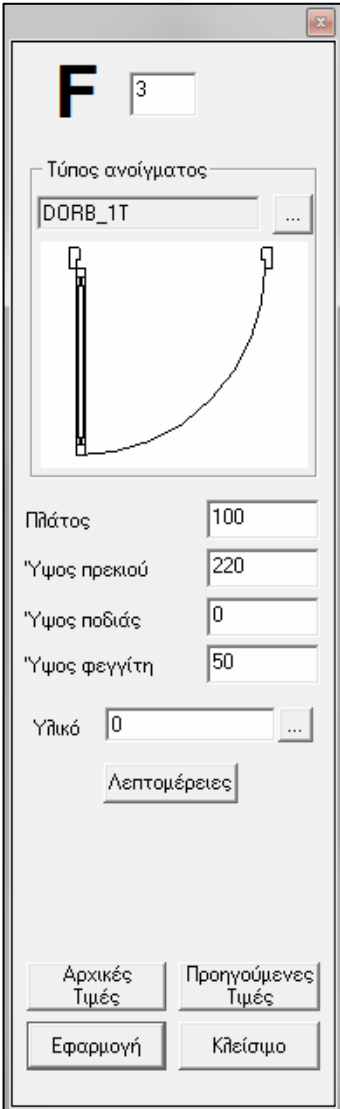 F 3
Τύπος ανοίγματος
DORB_1T ...
Πλάτος 100
Ύψος πρεκιού 220
Ύψος ποδιάς 0
Ύψος φεγγίτη 50
Υλικό 0 ...
Λεπτομέρειες
Αρχικές Τιμές
Προηγούμενες Τιμές
Εφαρμογή
Κλείσιμο